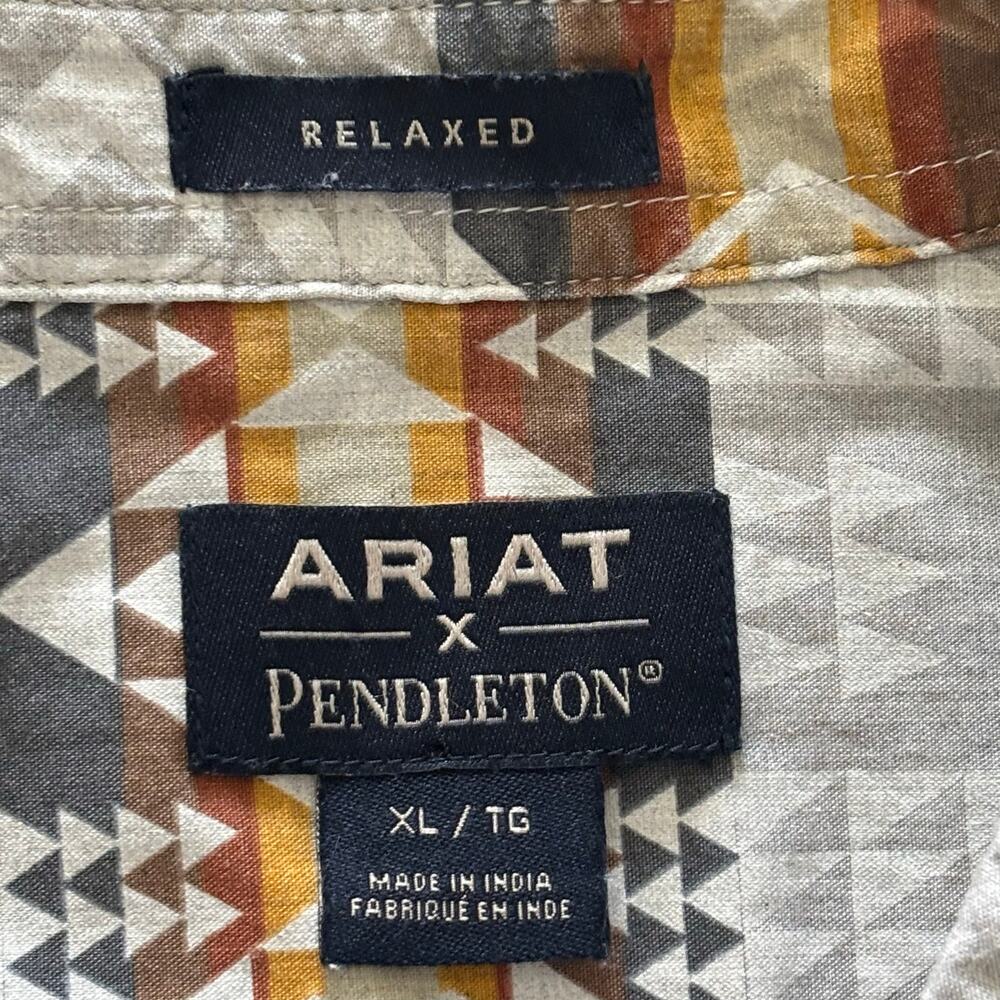 RELAXED
ARIAT
X
PENDLETON®
XL / TG
MADE IN INDIA
FABRIQUÉ EN INDE